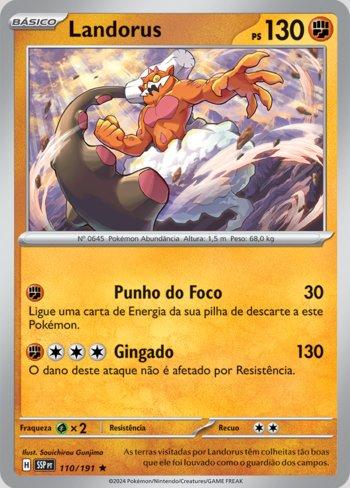 BÁSICO Landorus PS 130
Nº 0645 Pokémon Abundância Altura: 1,5 m Peso: 68,0 kg
Punho do Foco 30
Ligue uma carta de Energia da sua pilha de descarte a este
Pokémon.
Gingado 130
O dano deste ataque não é afetado por Resistência.
Fraqueza × 2 Resistência Recuo
Ilust. Souichirou Gunjima
H SSP PT 110/191 ★
As terras visitadas por Landorus têm colheitas tão boas
que ele foi louvado como o guardião dos campos.
©2024 Pokémon/Nintendo/Creatures/GAME FREAK